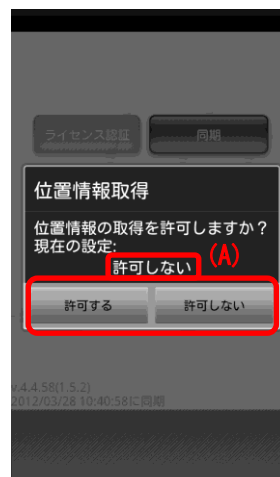 ライセンス認証
同期
位置情報取得
位置情報の取得を許可しますか？
現在の設定:
許可しない
(A)
許可する
許可しない
v.4.4.58(1.5.2)
2012/03/28 10:40:58に同期